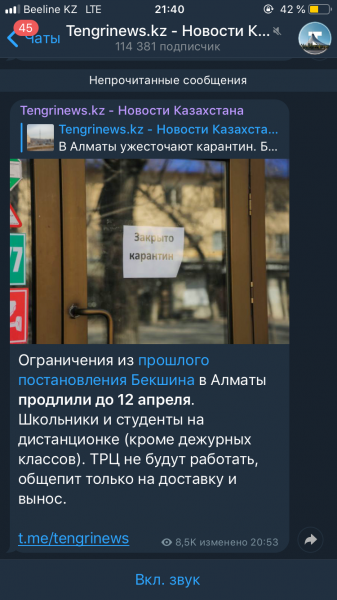 Beeline KZ LTE 21:40 42 %
45
Чаты
Tengrinews.kz - Новости К...
114 381 подписчик
Непрочитанные сообщения
Tengrinews.kz - Новости Казахстана
Tengrinews.kz - Новости Казахста...
В Алматы ужесточают карантин. Б...
Закрыто
карантин
Ограничения из прошлого
постановления Бекшина в Алматы
продлили до 12 апреля.
Школьники и студенты на
дистанционке (кроме дежурных
классов). ТРЦ не будут работать,
общепит только на доставку и
вынос.
t.me/tengrinews 8,5K изменено 20:53
Вкл. звук